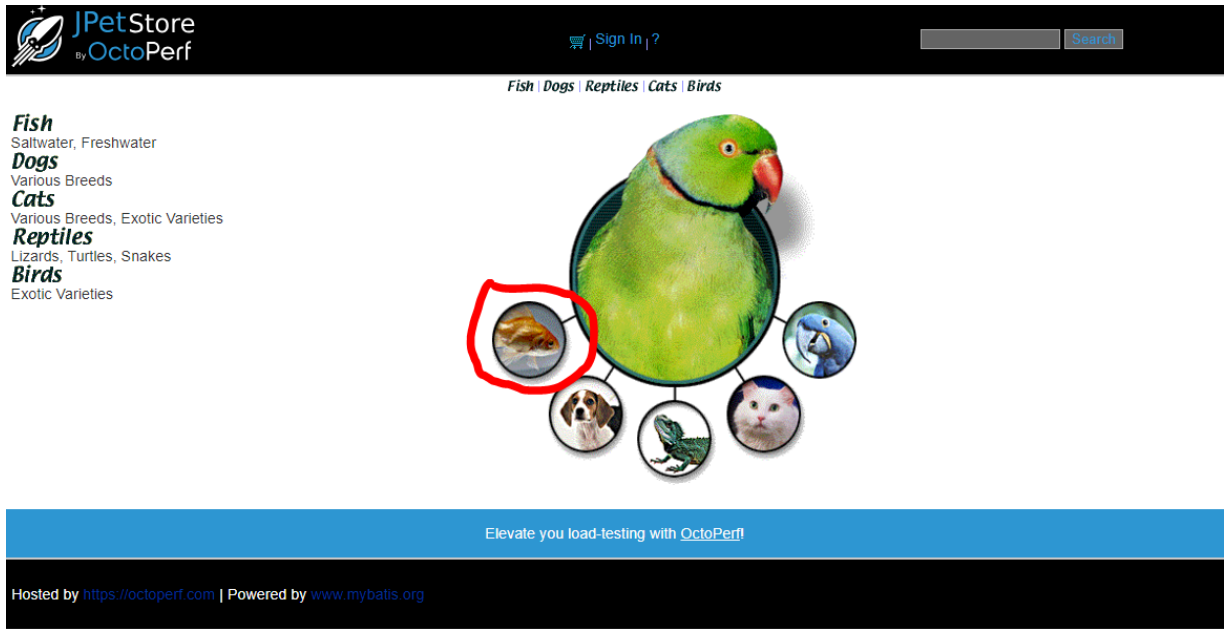 JPetStore
By OctoPerf
| Sign In | ?
Search
Fish | Dogs | Reptiles | Cats | Birds
Fish
Saltwater, Freshwater
Dogs
Various Breeds
Cats
Various Breeds, Exotic Varieties
Reptiles
Lizards, Turtles, Snakes
Birds
Exotic Varieties
Elevate you load-testing with OctoPerf!
Hosted by https://octoperf.com | Powered by www.mybatis.org